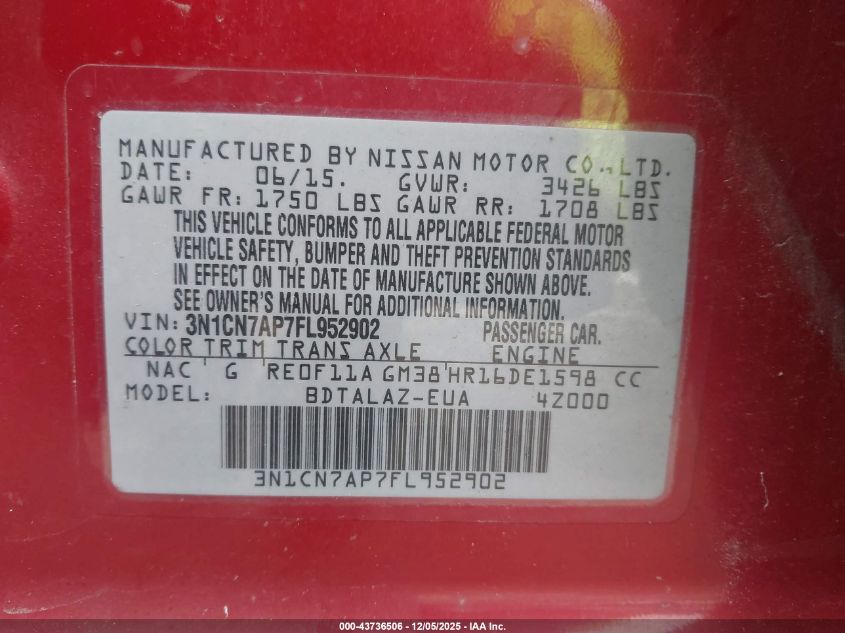 MANUFACTURED BY NISSAN MOTOR CO., LTD.
DATE: 06/15. GVWR: 3426 LBS
GAWR FR: 1750 LBS GAWR RR: 1708 LBS
THIS VEHICLE CONFORMS TO ALL APPLICABLE FEDERAL MOTOR
VEHICLE SAFETY, BUMPER AND THEFT PREVENTION STANDARDS
IN EFFECT ON THE DATE OF MANUFACTURE SHOWN ABOVE.
SEE OWNER'S MANUAL FOR ADDITIONAL INFORMATION.
VIN: 3N1CN7AP7FL952902 PASSENGER CAR.
COLOR TRIM TRANS AXLE ENGINE
NAC G RE0F11A GM38 HR16DE1598 CC
MODEL: BDTALAZ-EUA 4Z000
3N1CN7AP7FL952902
000-43736506 - 12/05/2025 - IAA Inc.